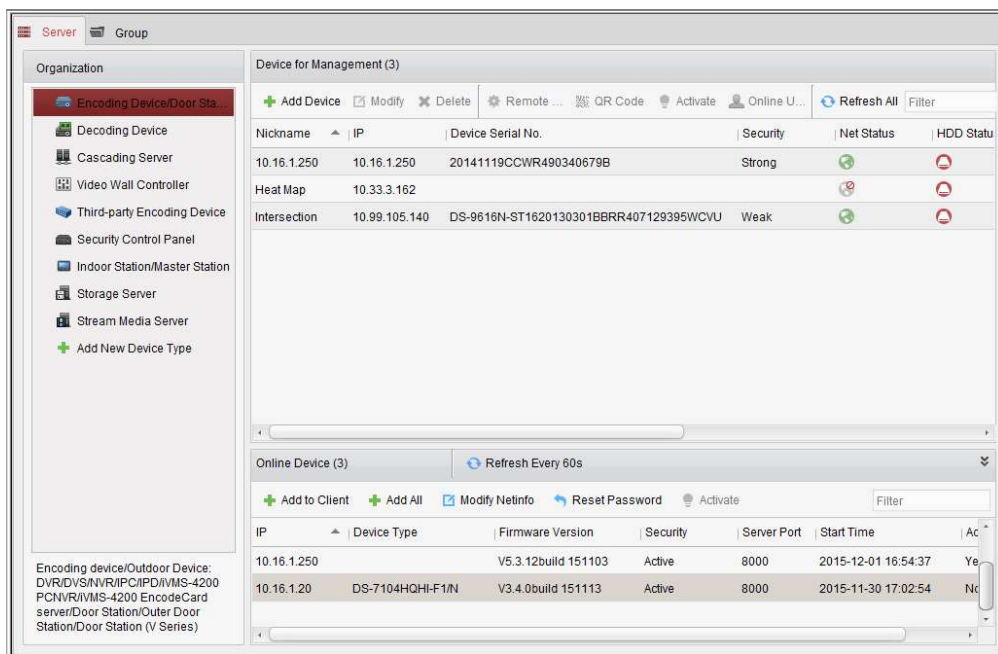 Server Group
Organization
Encoding Device/Door Sta...
Decoding Device
Cascading Server
Video Wall Controller
Third-party Encoding Device
Security Control Panel
Indoor Station/Master Station
Storage Server
Stream Media Server
Add New Device Type
Encoding device/Outdoor Device:
DVR/DVS/NVR/IPC/IPD/iVMS-4200
PCNVR/iVMS-4200 EncodeCard
server/Door Station/Outer Door
Station/Door Station (V Series)
Device for Management (3)
Add Device Modify Delete Remote ... QR Code Activate Online U... Refresh All Filter
Nickname IP Device Serial No. Security Net Status HDD Statu
10.16.1.250 10.16.1.250 20141119CCWR490340679B Strong
Heat Map 10.33.3.162
Intersection 10.99.105.140 DS-9616N-ST1620130301BBRR407129395WCVU Weak
Online Device (3) Refresh Every 60s
Add to Client Add All Modify Netinfo Reset Password Activate Filter
IP Device Type Firmware Version Security Server Port Start Time Ac
10.16.1.250 V5.3.12build 151103 Active 8000 2015-12-01 16:54:37 Ye
10.16.1.20 DS-7104HQHI-F1/N V3.4.0build 151113 Active 8000 2015-11-30 17:02:54 No